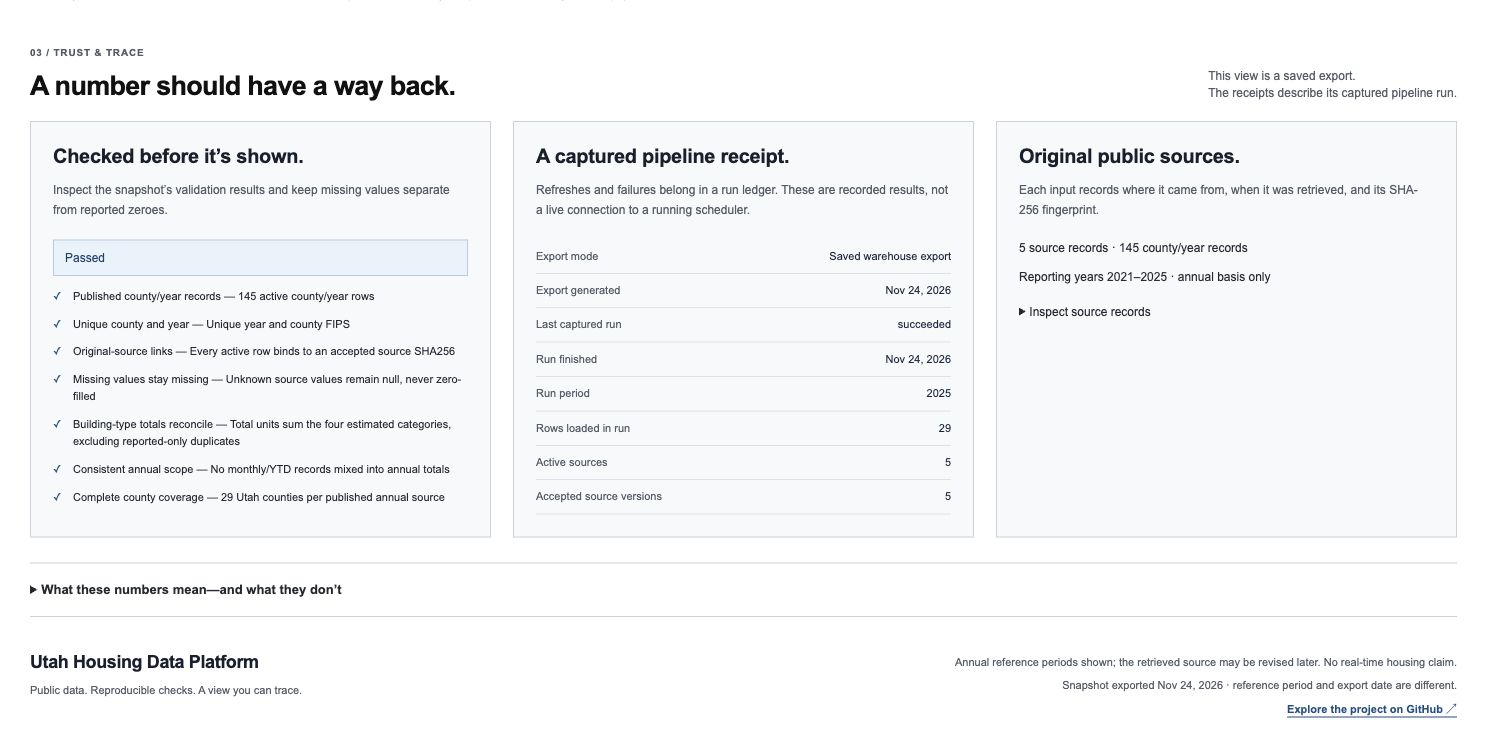 03 / TRUST & TRACE
A number should have a way back.
This view is a saved export.
The receipts describe its captured pipeline run.
Checked before it’s shown.
Inspect the snapshot’s validation results and keep missing values separate
from reported zeroes.
Passed
✓ Published county/year records — 145 active county/year rows
✓ Unique county and year — Unique year and county FIPS
✓ Original-source links — Every active row binds to an accepted source SHA256
✓ Missing values stay missing — Unknown source values remain null, never zero-
filled
✓ Building-type totals reconcile — Total units sum the four estimated categories,
excluding reported-only duplicates
✓ Consistent annual scope — No monthly/YTD records mixed into annual totals
✓ Complete county coverage — 29 Utah counties per published annual source
A captured pipeline receipt.
Refreshes and failures belong in a run ledger. These are recorded results, not
a live connection to a running scheduler.
Export mode Saved warehouse export
Export generated Nov 24, 2026
Last captured run succeeded
Run finished Nov 24, 2026
Run period 2025
Rows loaded in run 29
Active sources 5
Accepted source versions 5
Original public sources.
Each input records where it came from, when it was retrieved, and its SHA-
256 fingerprint.
5 source records · 145 county/year records
Reporting years 2021–2025 · annual basis only
▶ Inspect source records
▶ What these numbers mean—and what they don’t
Utah Housing Data Platform
Public data. Reproducible checks. A view you can trace.
Annual reference periods shown; the retrieved source may be revised later. No real-time housing claim.
Snapshot exported Nov 24, 2026 · reference period and export date are different.
Explore the project on GitHub ↗